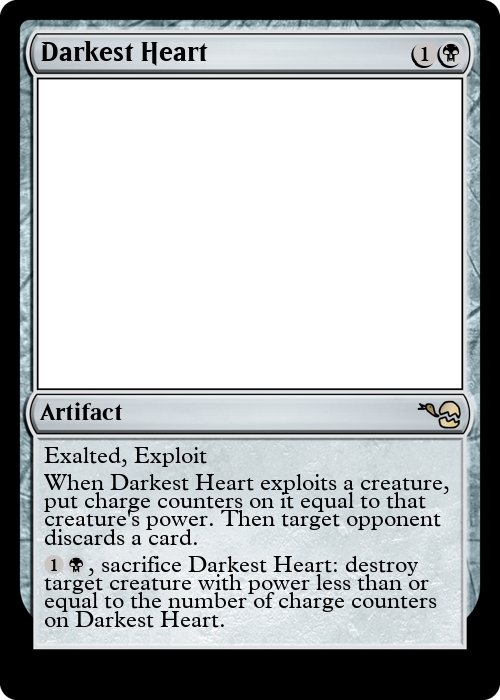 Darkest Heart 1
Artifact
Exalted, Exploit
When Darkest Heart exploits a creature,
put charge counters on it equal to that
creature's power. Then target opponent
discards a card.
1 , sacrifice Darkest Heart: destroy
target creature with power less than or
equal to the number of charge counters
on Darkest Heart.